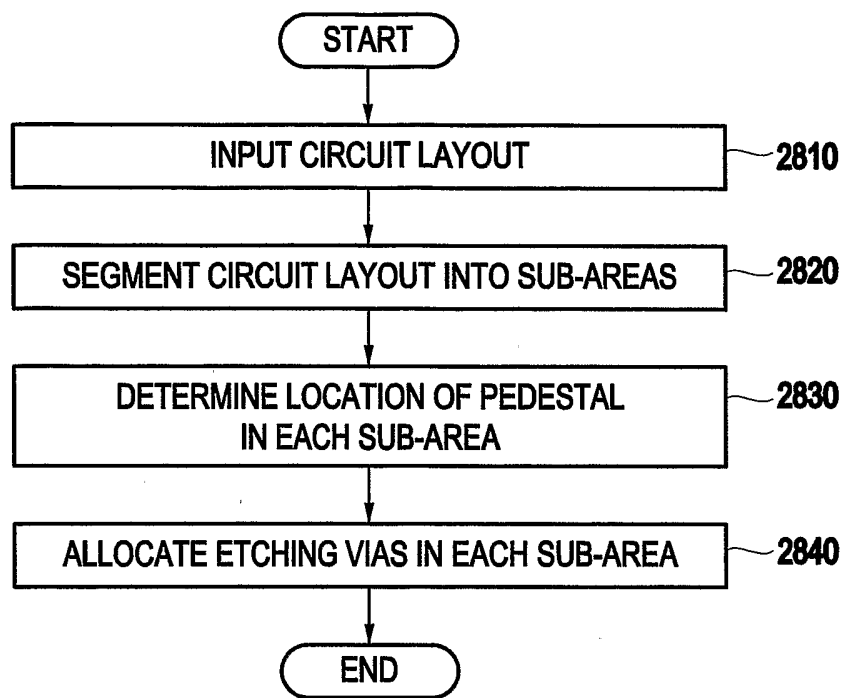 START
INPUT CIRCUIT LAYOUT
2810
SEGMENT CIRCUIT LAYOUT INTO SUB-AREAS
2820
DETERMINE LOCATION OF PEDESTAL
IN EACH SUB-AREA
2830
ALLOCATE ETCHING VIAS IN EACH SUB-AREA
2840
END